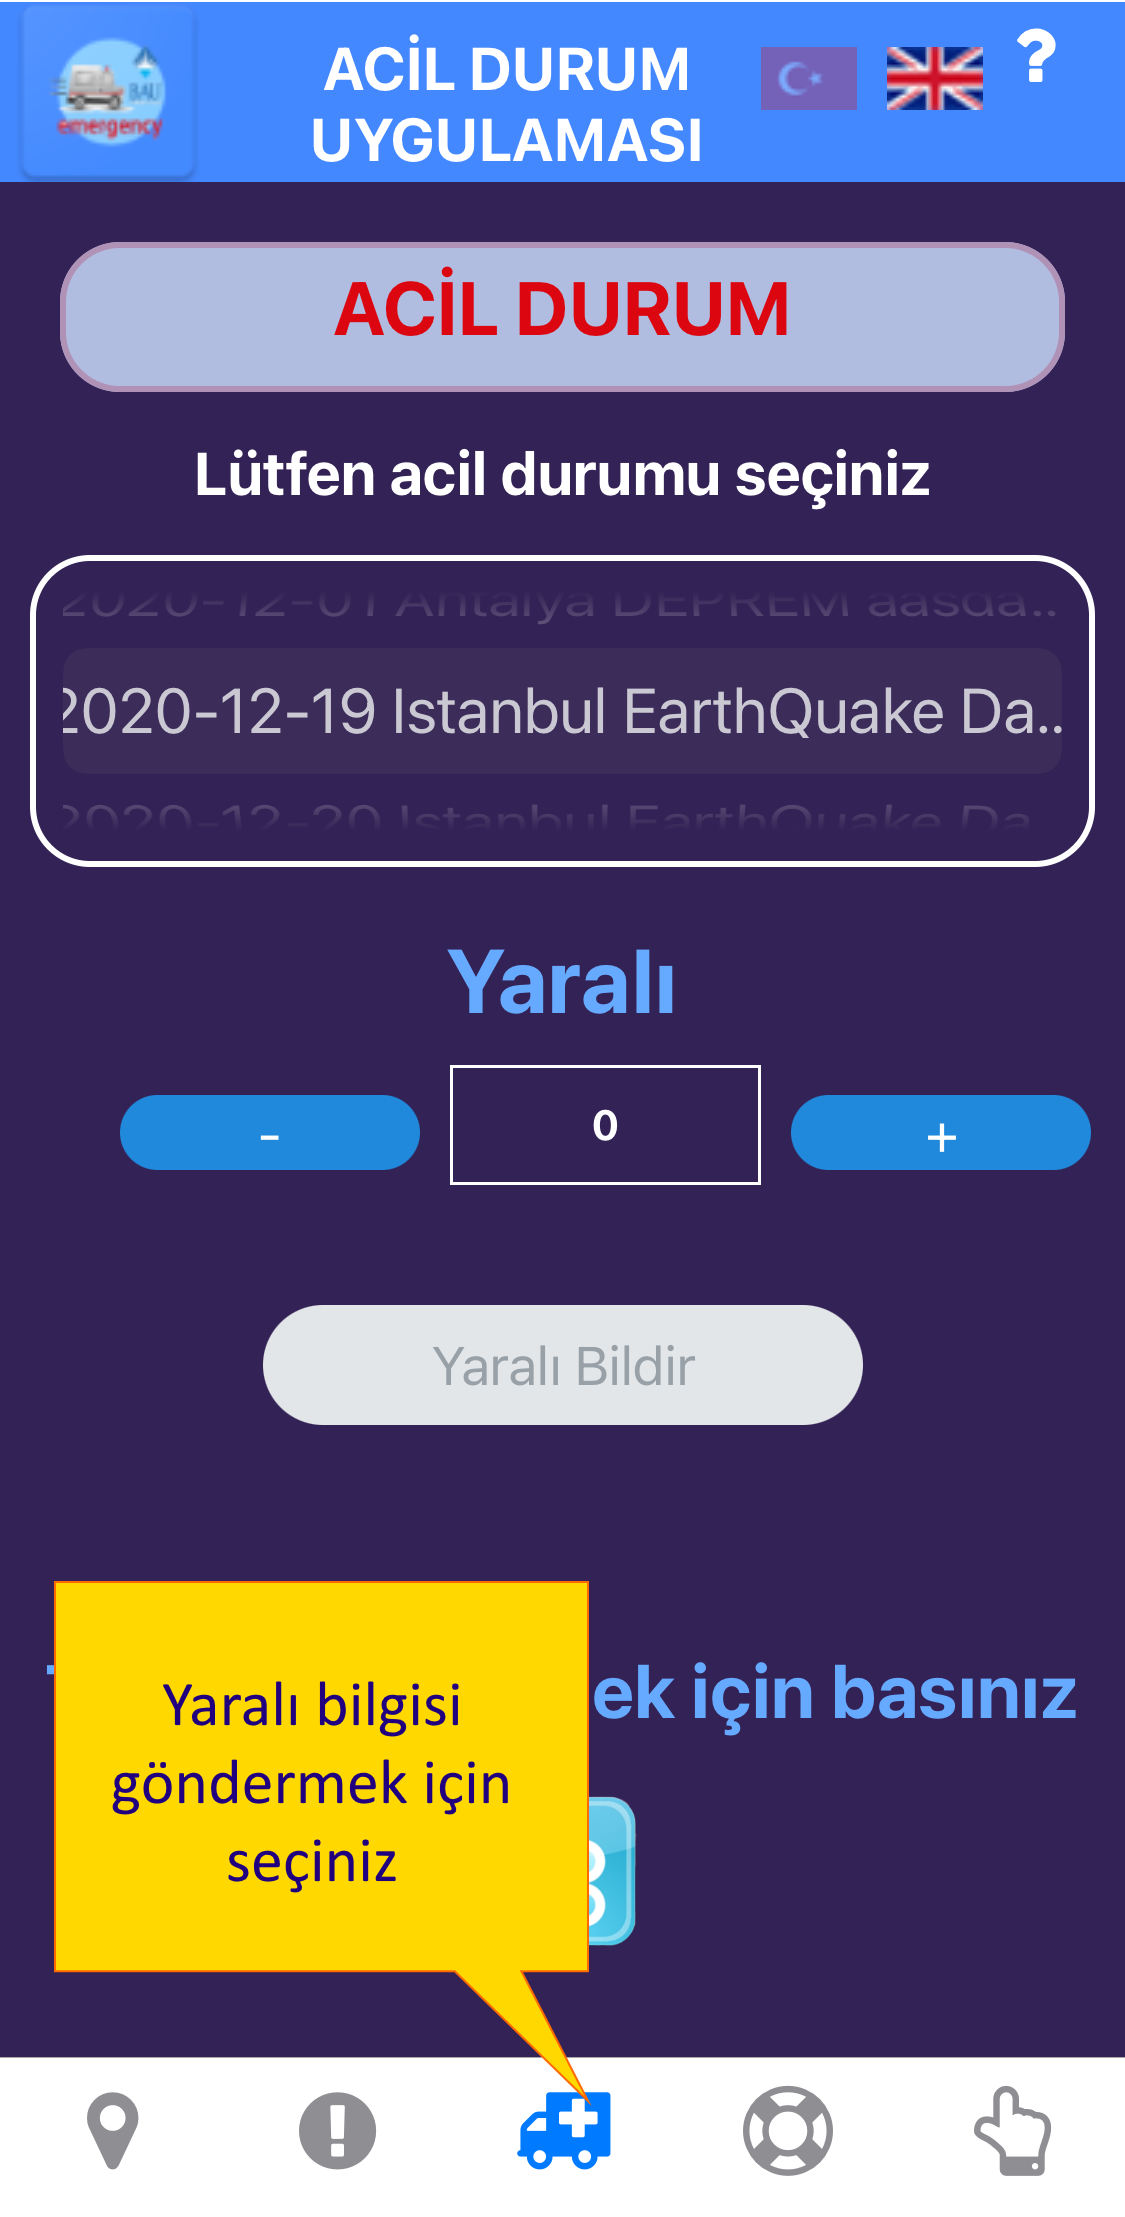 BAU
emergency
ACİL DURUM
UYGULAMASI
?
ACİL DURUM
Lütfen acil durumu seçiniz
2020-12-01 Antalya DEPREM aasda..
2020-12-19 Istanbul EarthQuake Da..
2020-12-20 Istanbul EarthQuake Da
Yaralı
-
0
+
Yaralı Bildir
ek için basınız
Yaralı bilgisi
göndermek için
seçiniz